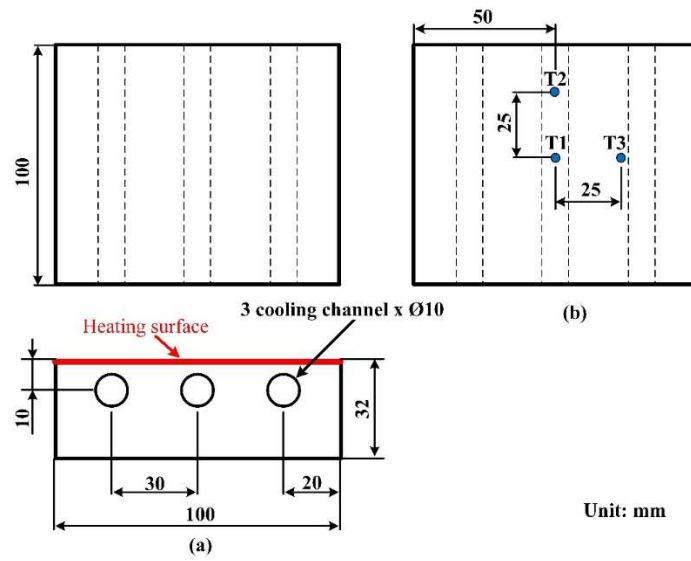 50
T2
25
T1
T3
25
100
(b)
3 cooling channel x Ø10
Heating surface
10
32
30
20
100
(a)
Unit: mm